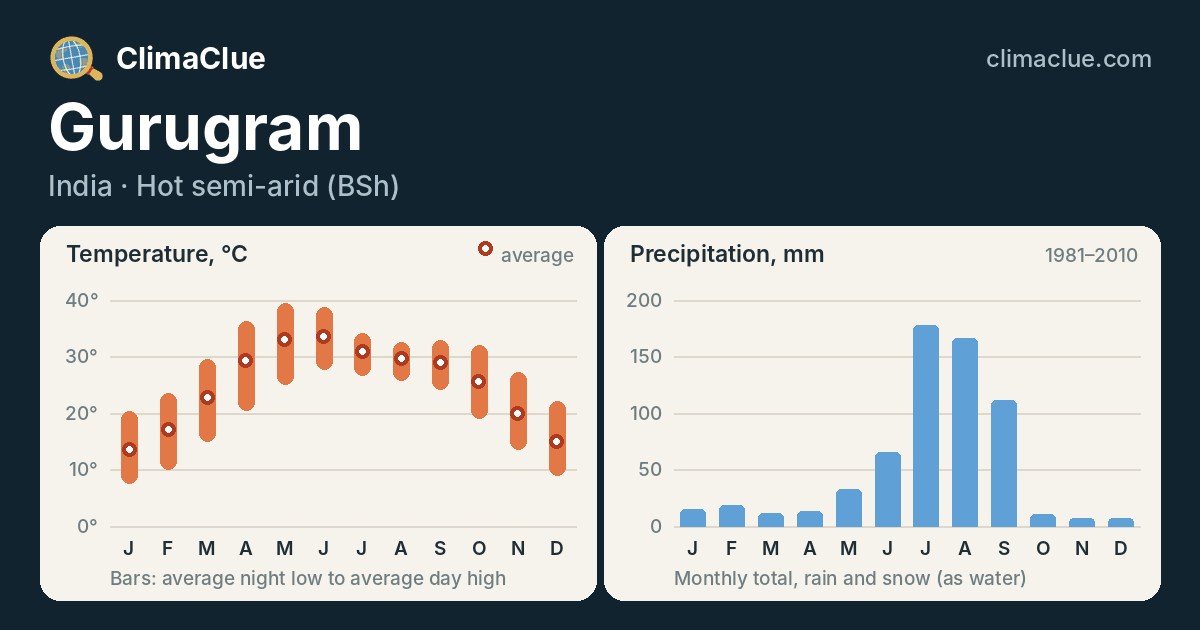 ClimaClue
climaclue.com
Gurugram
India · Hot semi-arid (BSh)
Temperature, °C
average
40°
30°
20°
10°
0°
J F M A M J J A S O N D
Bars: average night low to average day high
Precipitation, mm
1981–2010
200
150
100
50
0
J F M A M J J A S O N D
Monthly total, rain and snow (as water)